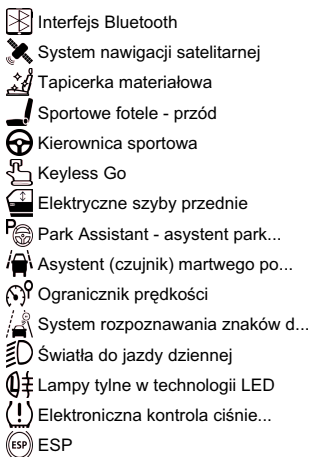 Interfejs Bluetooth
System nawigacji satelitarnej
Tapicerka materiałowa
Sportowe fotele - przód
Kierownica sportowa
Keyless Go
Elektryczne szyby przednie
P Park Assistant - asystent park...
Asystent (czujnik) martwego po...
Ogranicznik prędkości
System rozpoznawania znaków d...
Światła do jazdy dziennej
Lampy tylne w technologii LED
Elektroniczna kontrola ciśnie...
ESP ESP